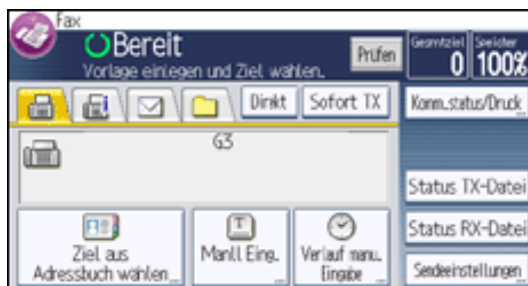 Fax
Bereit
Vorlage einlegen und Ziel wählen.
Prüfen
Gesamtziel
0
Speicher
100%
Direkt
Sofort TX
Komm.status/Druck
G3
Status TX-Datei
Ziel aus
Adressbuch wählen
Manll Eing.
Verlauf manu.
Eingabe
Status RX-Datei
Sendeeinstellungen